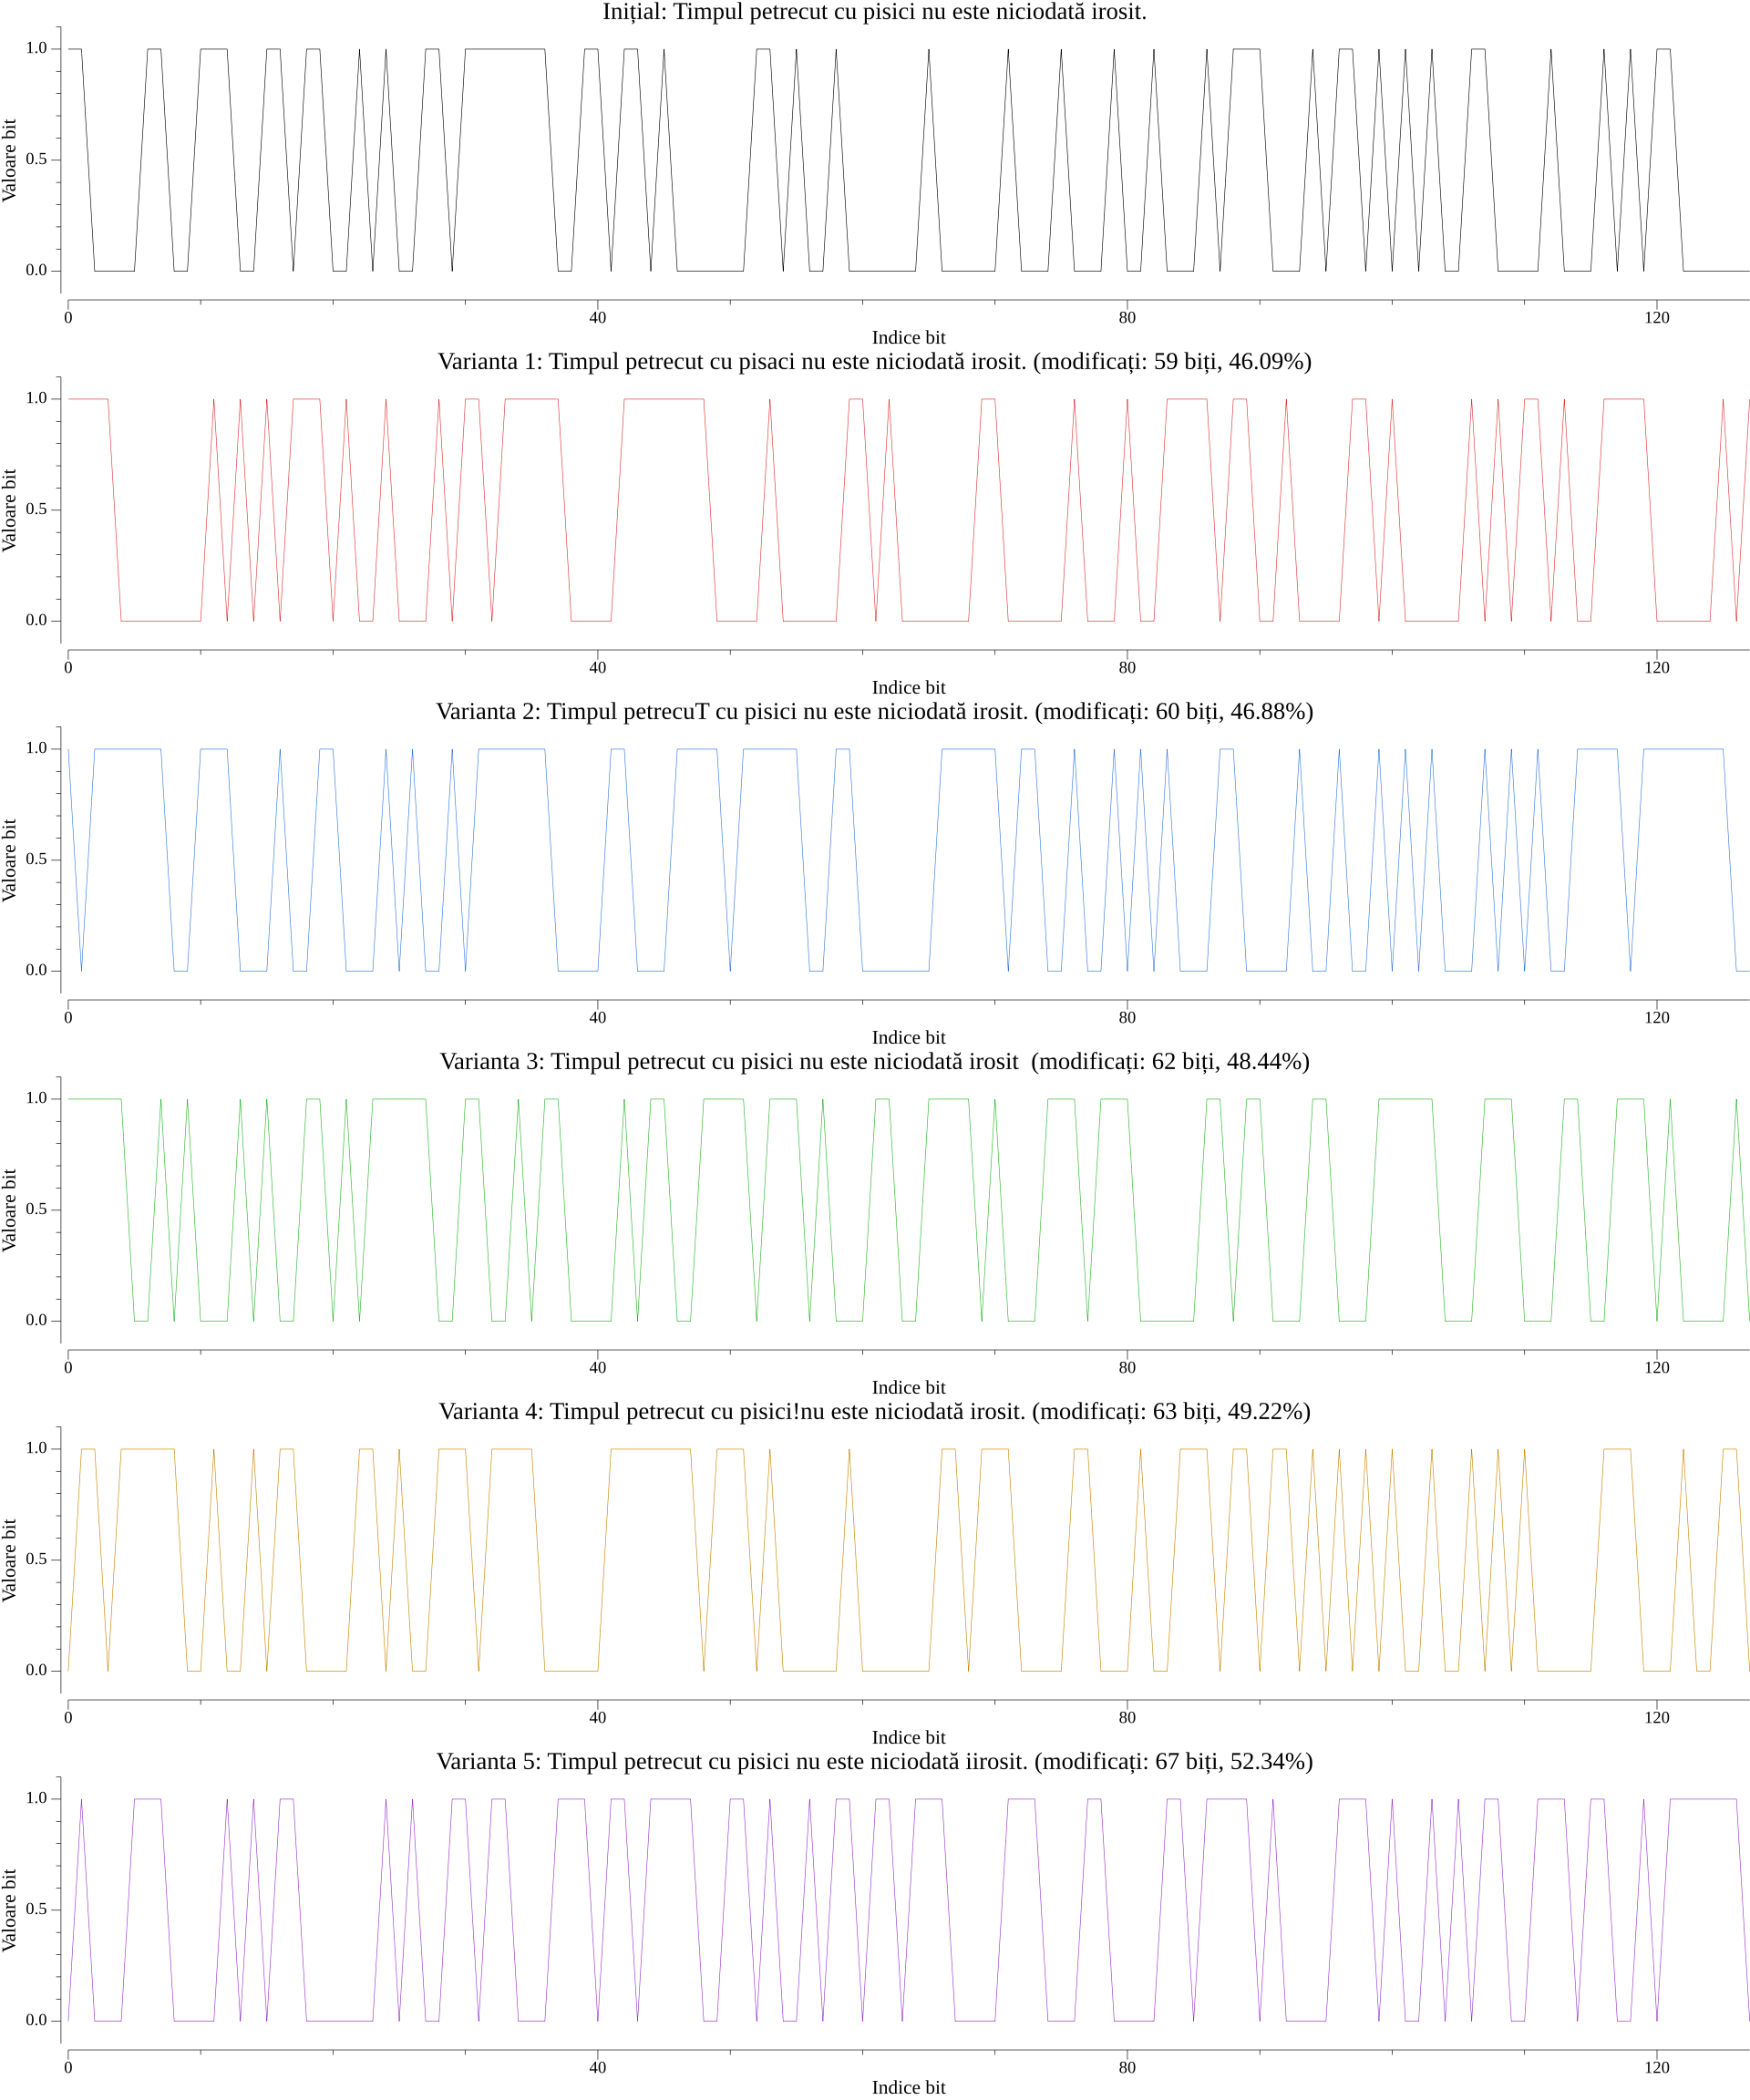 Inițial: Timpul petrecut cu pisici nu este niciodată irosit.
1.0
0.5
0.0
Valoare bit
0 40 80 120
Indice bit
Varianta 1: Timpul petrecut cu pisaci nu este niciodată irosit. (modificați: 59 biți, 46.09%)
1.0
0.5
0.0
Valoare bit
0 40 80 120
Indice bit
Varianta 2: Timpul petrecuT cu pisici nu este niciodată irosit. (modificați: 60 biți, 46.88%)
1.0
0.5
0.0
Valoare bit
0 40 80 120
Indice bit
Varianta 3: Timpul petrecut cu pisici nu este niciodată irosit  (modificați: 62 biți, 48.44%)
1.0
0.5
0.0
Valoare bit
0 40 80 120
Indice bit
Varianta 4: Timpul petrecut cu pisici!nu este niciodată irosit. (modificați: 63 biți, 49.22%)
1.0
0.5
0.0
Valoare bit
0 40 80 120
Indice bit
Varianta 5: Timpul petrecut cu pisici nu este niciodată iirosit. (modificați: 67 biți, 52.34%)
1.0
0.5
0.0
Valoare bit
0 40 80 120
Indice bit